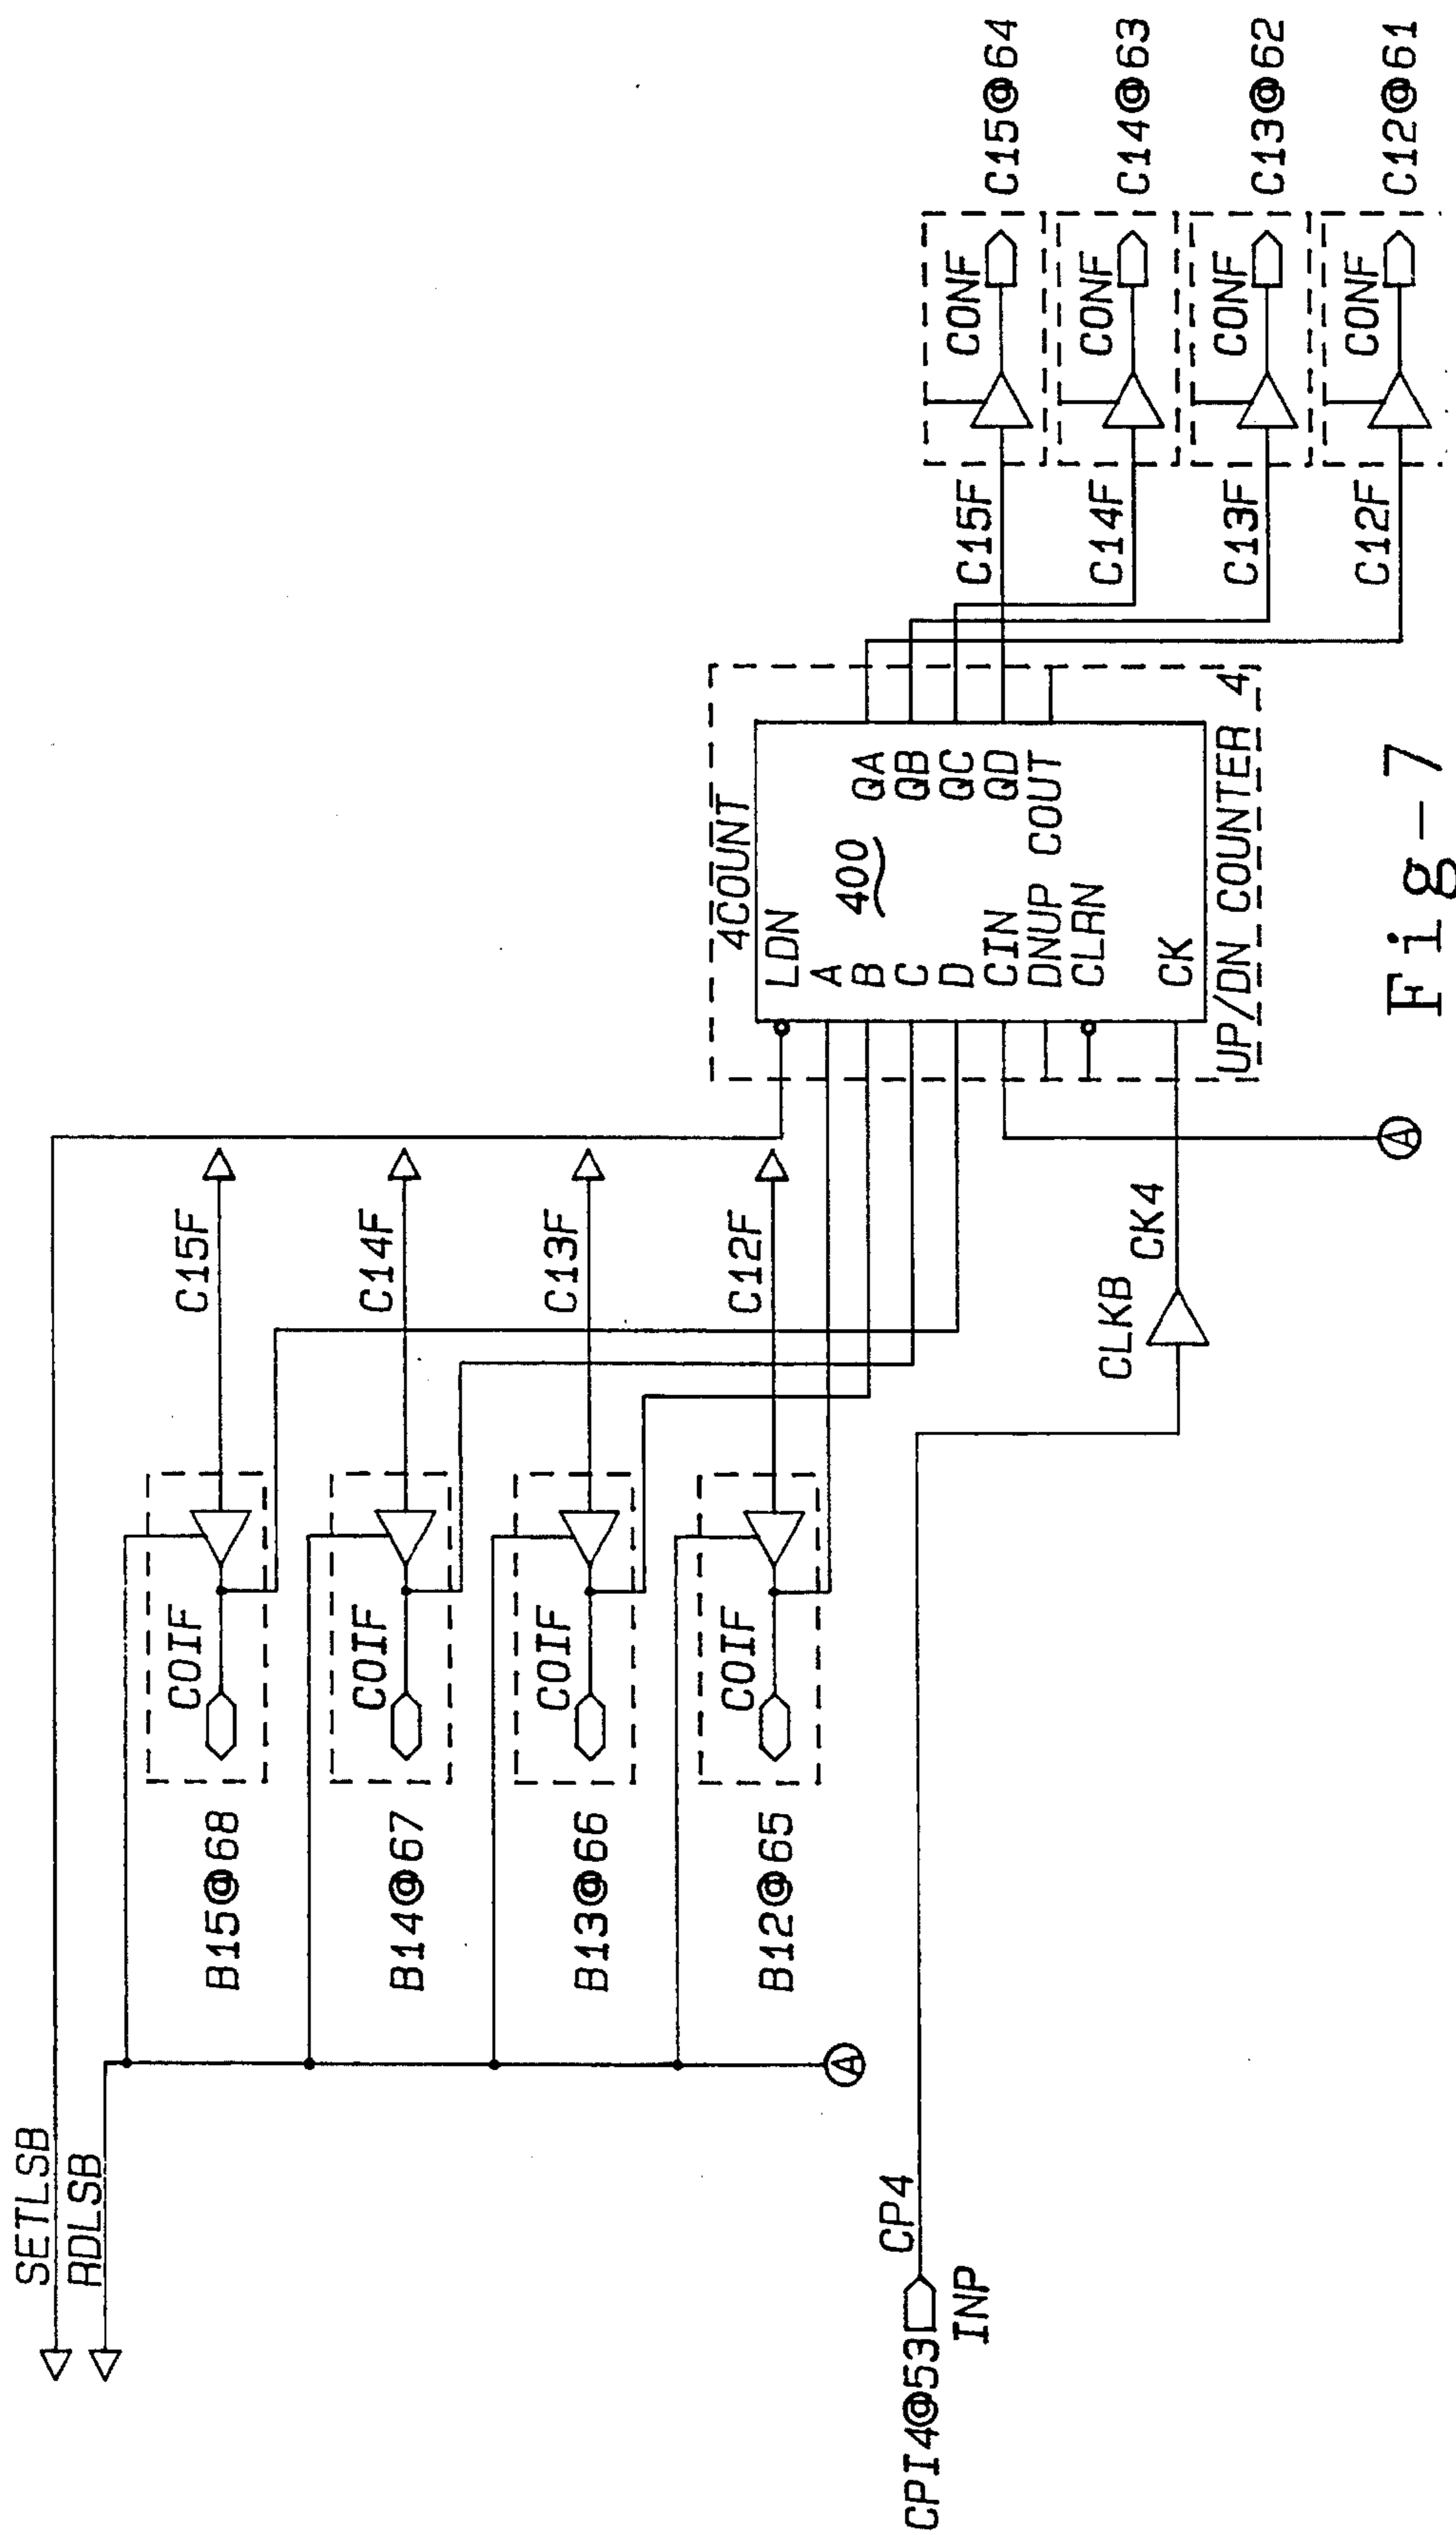 SETLSB
RDLSB
B15@68
COIF
C15F
B14@67
COIF
C14F
B13@66
COIF
C13F
B12@65
COIF
C12F
CPI4@53
INP
CP4
CLKB
CK4
A
A
4COUNT
LDN
A
B
C
D
CIN
DNUP
CLRN
CK
400
QA
QB
QC
QD
COUT
UP/DN COUNTER 4
C15F
CONF
C15@64
C14F
CONF
C14@63
C13F
CONF
C13@62
C12F
CONF
C12@61
Fig-7